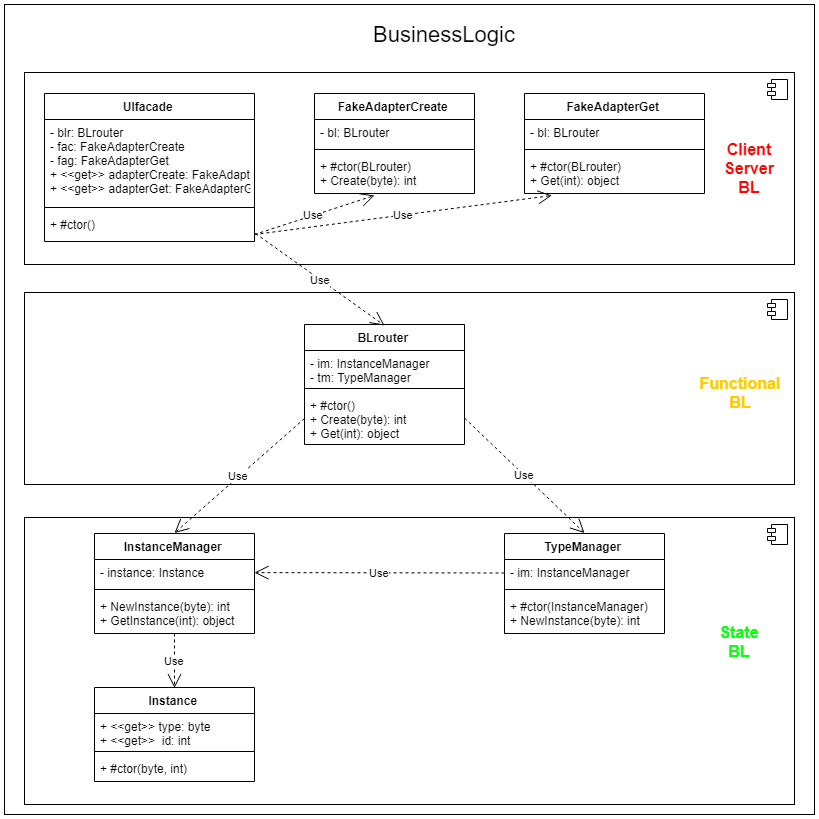 BusinessLogic
UIfacade
- blr: BLrouter
- fac: FakeAdapterCreate
- fag: FakeAdapterGet
+ <<get>> adapterCreate: FakeAdapt
+ <<get>> adapterGet: FakeAdapterG
+ #ctor()
FakeAdapterCreate
- bl: BLrouter
+ #ctor(BLrouter)
+ Create(byte): int
FakeAdapterGet
- bl: BLrouter
+ #ctor(BLrouter)
+ Get(int): object
Client
Server
BL
Use
Use
Use
BLrouter
- im: InstanceManager
- tm: TypeManager
+ #ctor()
+ Create(byte): int
+ Get(int): object
Functional
BL
Use
Use
InstanceManager
- instance: Instance
+ NewInstance(byte): int
+ GetInstance(int): object
Use
TypeManager
- im: InstanceManager
+ #ctor(InstanceManager)
+ NewInstance(byte): int
State
BL
Use
Instance
+ <<get>> type: byte
+ <<get>>  id: int
+ #ctor(byte, int)